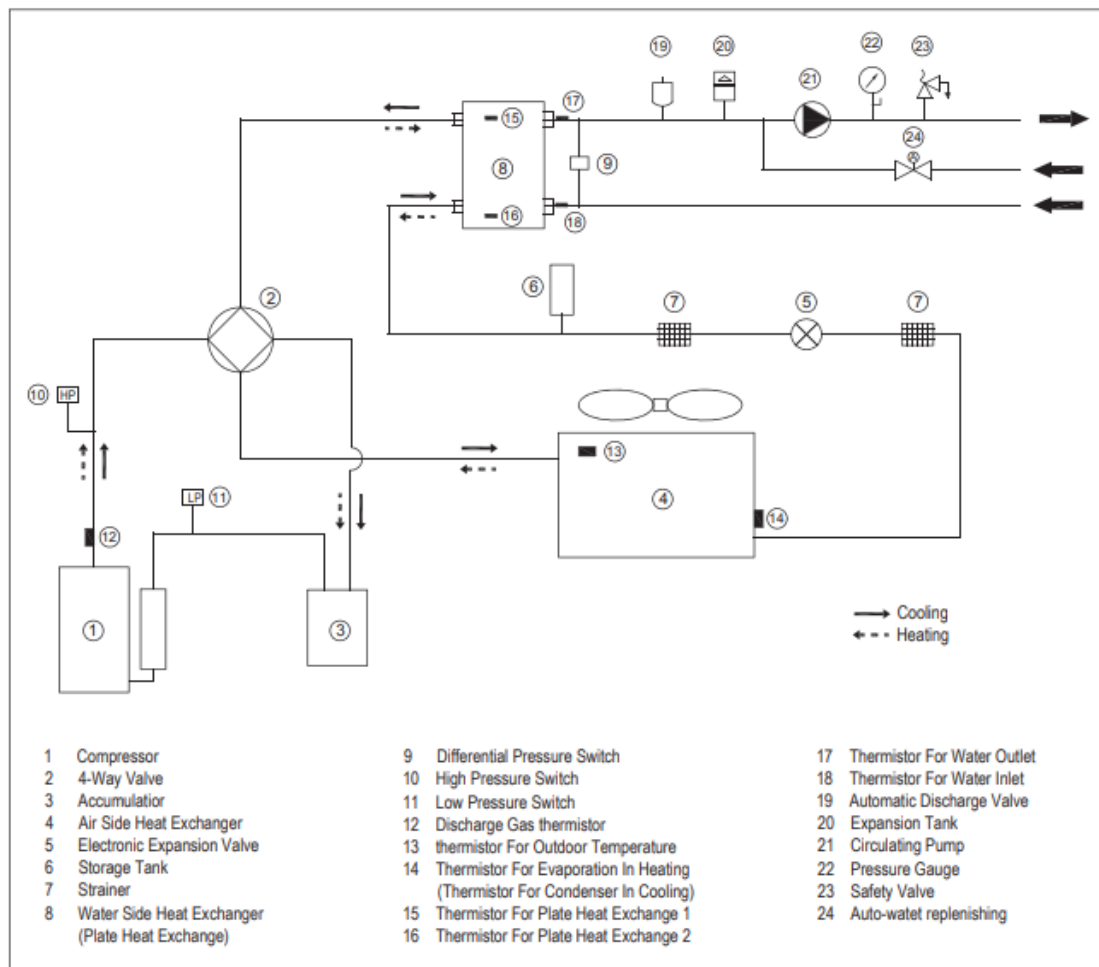 19
20
21
22
23
17
15
24
8
9
16
18
2
6
7
5
7
10 HP
13
LP 11
4
14
12
1
3
Cooling
Heating
1 Compressor
2 4-Way Valve
3 Accumulatior
4 Air Side Heat Exchanger
5 Electronic Expansion Valve
6 Storage Tank
7 Strainer
8 Water Side Heat Exchanger
(Plate Heat Exchange)
9 Differential Pressure Switch
10 High Pressure Switch
11 Low Pressure Switch
12 Discharge Gas thermistor
13 thermistor For Outdoor Temperature
14 Thermistor For Evaporation In Heating
(Thermistor For Condenser In Cooling)
15 Thermistor For Plate Heat Exchange 1
16 Thermistor For Plate Heat Exchange 2
17 Thermistor For Water Outlet
18 Thermistor For Water Inlet
19 Automatic Discharge Valve
20 Expansion Tank
21 Circulating Pump
22 Pressure Gauge
23 Safety Valve
24 Auto-watet replenishing